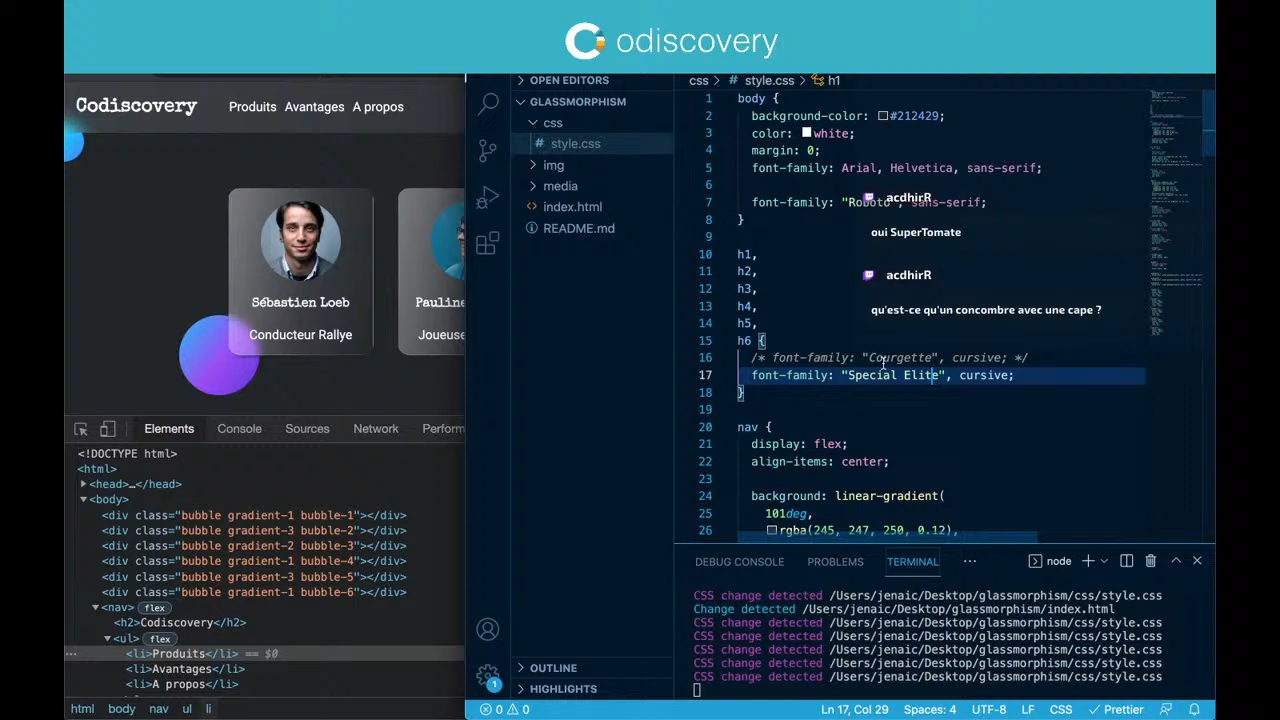 odiscovery
Codiscovery
Produits
Avantages
A propos
Sébastien Loeb
Conducteur Rallye
Pauline
Joueuse
Elements
Console
Sources
Network
Perform
<!DOCTYPE html>
<html>
<head>…</head>
<body>
<div class="bubble gradient-1 bubble-1"></div>
<div class="bubble gradient-3 bubble-2"></div>
<div class="bubble gradient-2 bubble-3"></div>
<div class="bubble gradient-1 bubble-4"></div>
<div class="bubble gradient-3 bubble-5"></div>
<div class="bubble gradient-1 bubble-6"></div>
<nav> flex
<h2>Codiscovery</h2>
<ul> flex
… <li>Produits</li> == $0
<li>Avantages</li>
<li>A propos</li>
html body nav ul li
OPEN EDITORS
GLASSMORPHISM
css
# style.css
img
media
<> index.html
README.md
OUTLINE
HIGHLIGHTS
1
css > # style.css > h1
1 body {
2 background-color: #212429;
3 color: white;
4 margin: 0;
5 font-family: Arial, Helvetica, sans-serif;
6
7 font-family: "Roboto", sans-serif;
8 }
9
10 h1,
11 h2,
12 h3,
13 h4,
14 h5,
15 h6 {
16 /* font-family: "Courgette", cursive; */
17 font-family: "Special Elite", cursive;
18 }
19
20 nav {
21 display: flex;
22 align-items: center;
23
24 background: linear-gradient(
25 101deg,
26 rgba(245, 247, 250, 0.12),
acdhirR
oui SuperTomate
acdhirR
qu'est-ce qu'un concombre avec une cape ?
DEBUG CONSOLE
PROBLEMS
TERMINAL
…
node
CSS change detected /Users/jenaic/Desktop/glassmorphism/css/style.css
Change detected /Users/jenaic/Desktop/glassmorphism/index.html
CSS change detected /Users/jenaic/Desktop/glassmorphism/css/style.css
CSS change detected /Users/jenaic/Desktop/glassmorphism/css/style.css
CSS change detected /Users/jenaic/Desktop/glassmorphism/css/style.css
CSS change detected /Users/jenaic/Desktop/glassmorphism/css/style.css
CSS change detected /Users/jenaic/Desktop/glassmorphism/css/style.css
0 0
Ln 17, Col 29
Spaces: 4
UTF-8
LF
CSS
Prettier